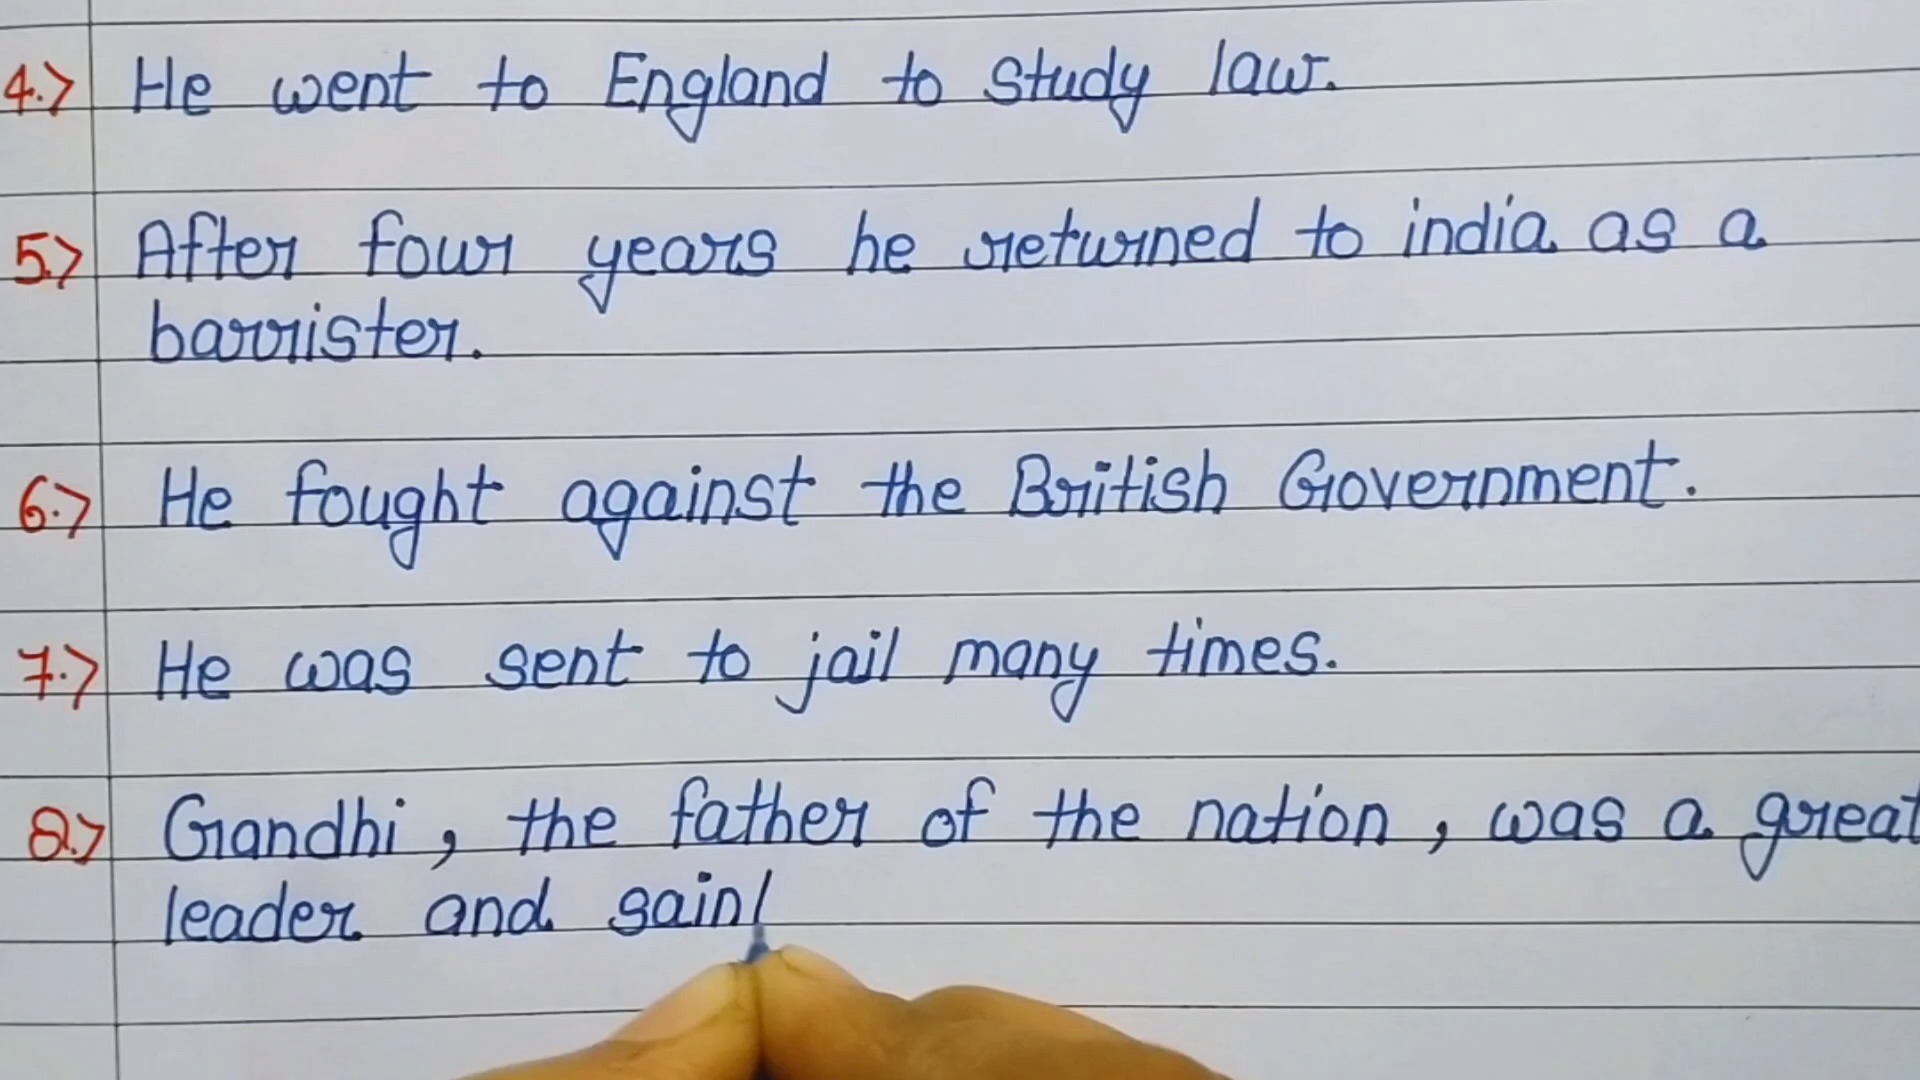 4.> He went to England to study law.
5.> After four years he returned to india as a
barrister.
6.> He fought against the British Government.
7.> He was sent to jail many times.
8.> Gandhi, the father of the nation, was a great
leader and